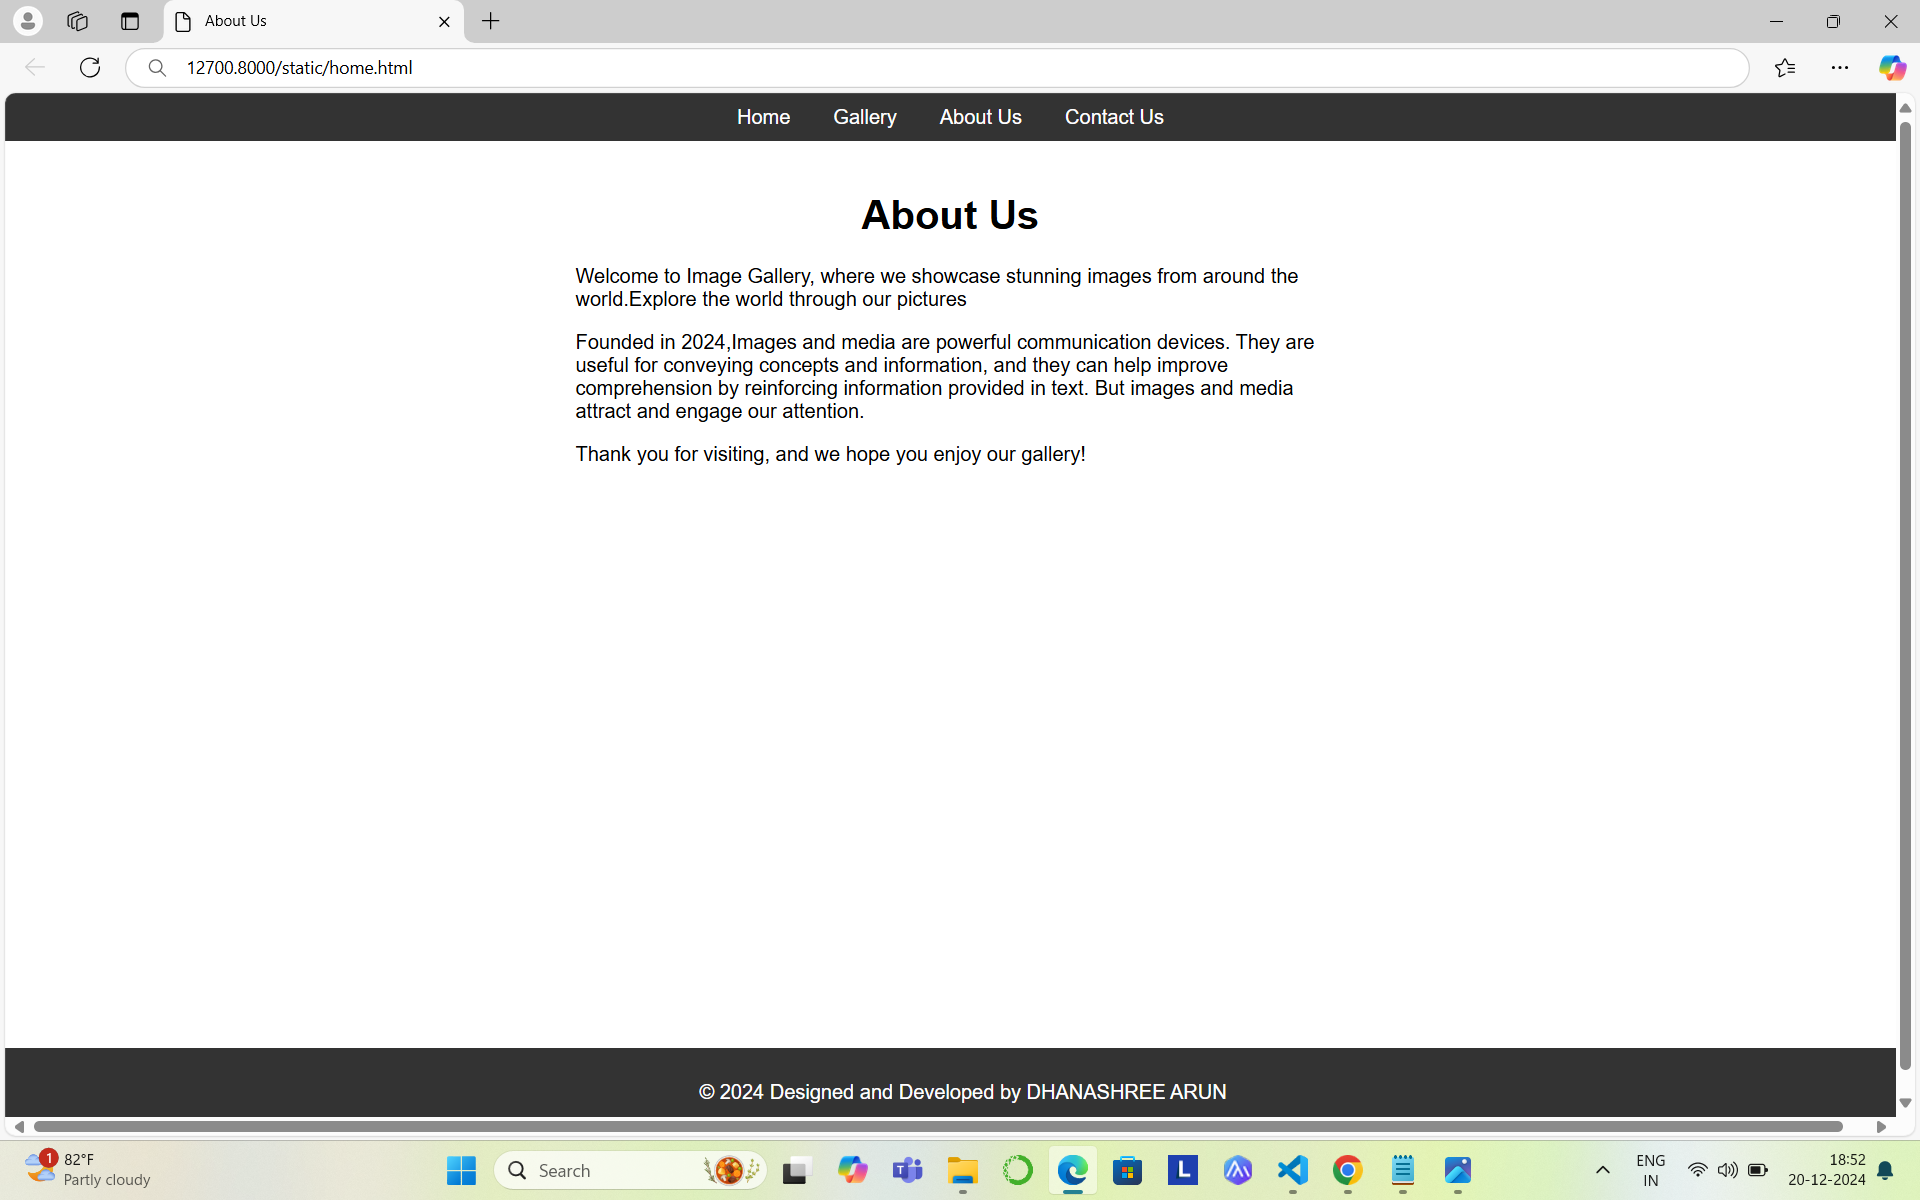 About Us
12700.8000/static/home.html
Home Gallery About Us Contact Us
About Us
Welcome to Image Gallery, where we showcase stunning images from around the
world.Explore the world through our pictures
Founded in 2024,Images and media are powerful communication devices. They are
useful for conveying concepts and information, and they can help improve
comprehension by reinforcing information provided in text. But images and media
attract and engage our attention.
Thank you for visiting, and we hope you enjoy our gallery!
© 2024 Designed and Developed by DHANASHREE ARUN
1
82°F
Partly cloudy
Search
T
L
ENG
IN
18:52
20-12-2024